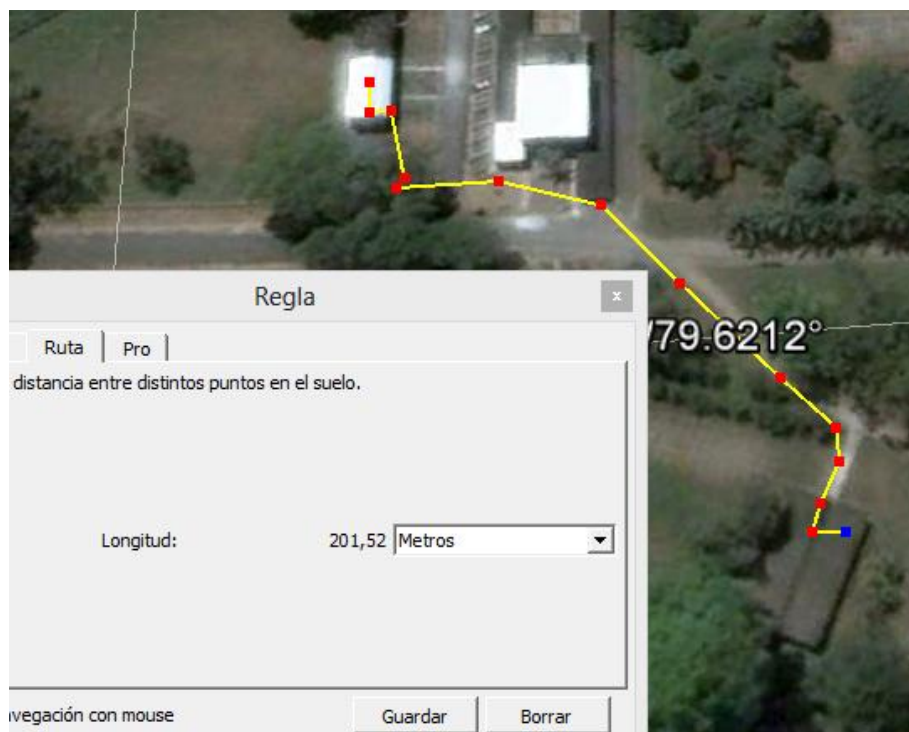 Regla
x
/79.6212°
Ruta
Pro
distancia entre distintos puntos en el suelo.
Longitud: 201,52 Metros
avegación con mouse
Guardar
Borrar